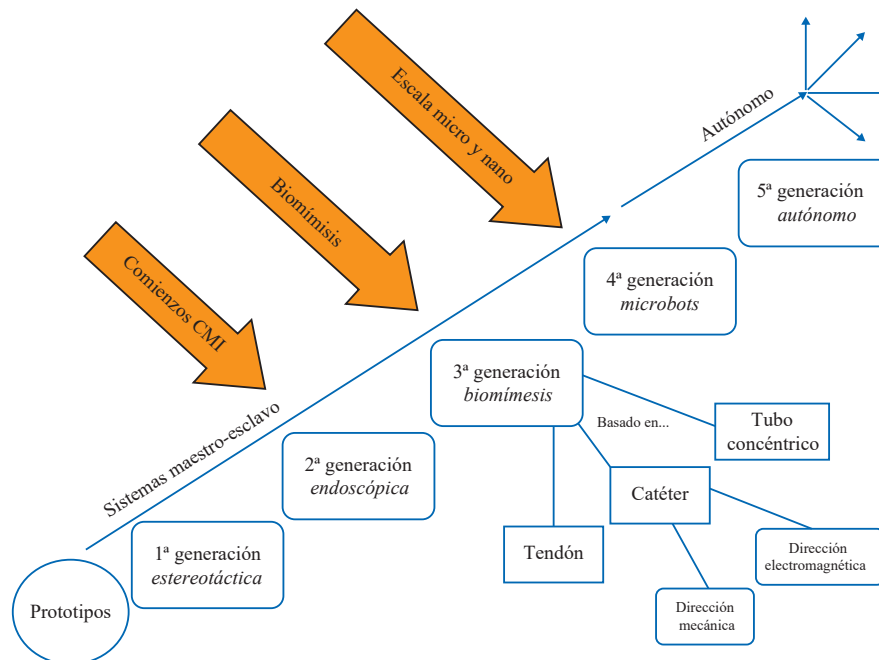 Escala micro y nano
Autónomo
Biomímisis
5ª generación
autónomo
Comienzos CMI
4ª generación
microbots
Sistemas maestro-esclavo
3ª generación
biomímesis
Basado en...
Tubo
concéntrico
2ª generación
endoscópica
Catéter
1ª generación
estereotáctica
Tendón
Dirección
electromagnética
Prototipos
Dirección
mecánica